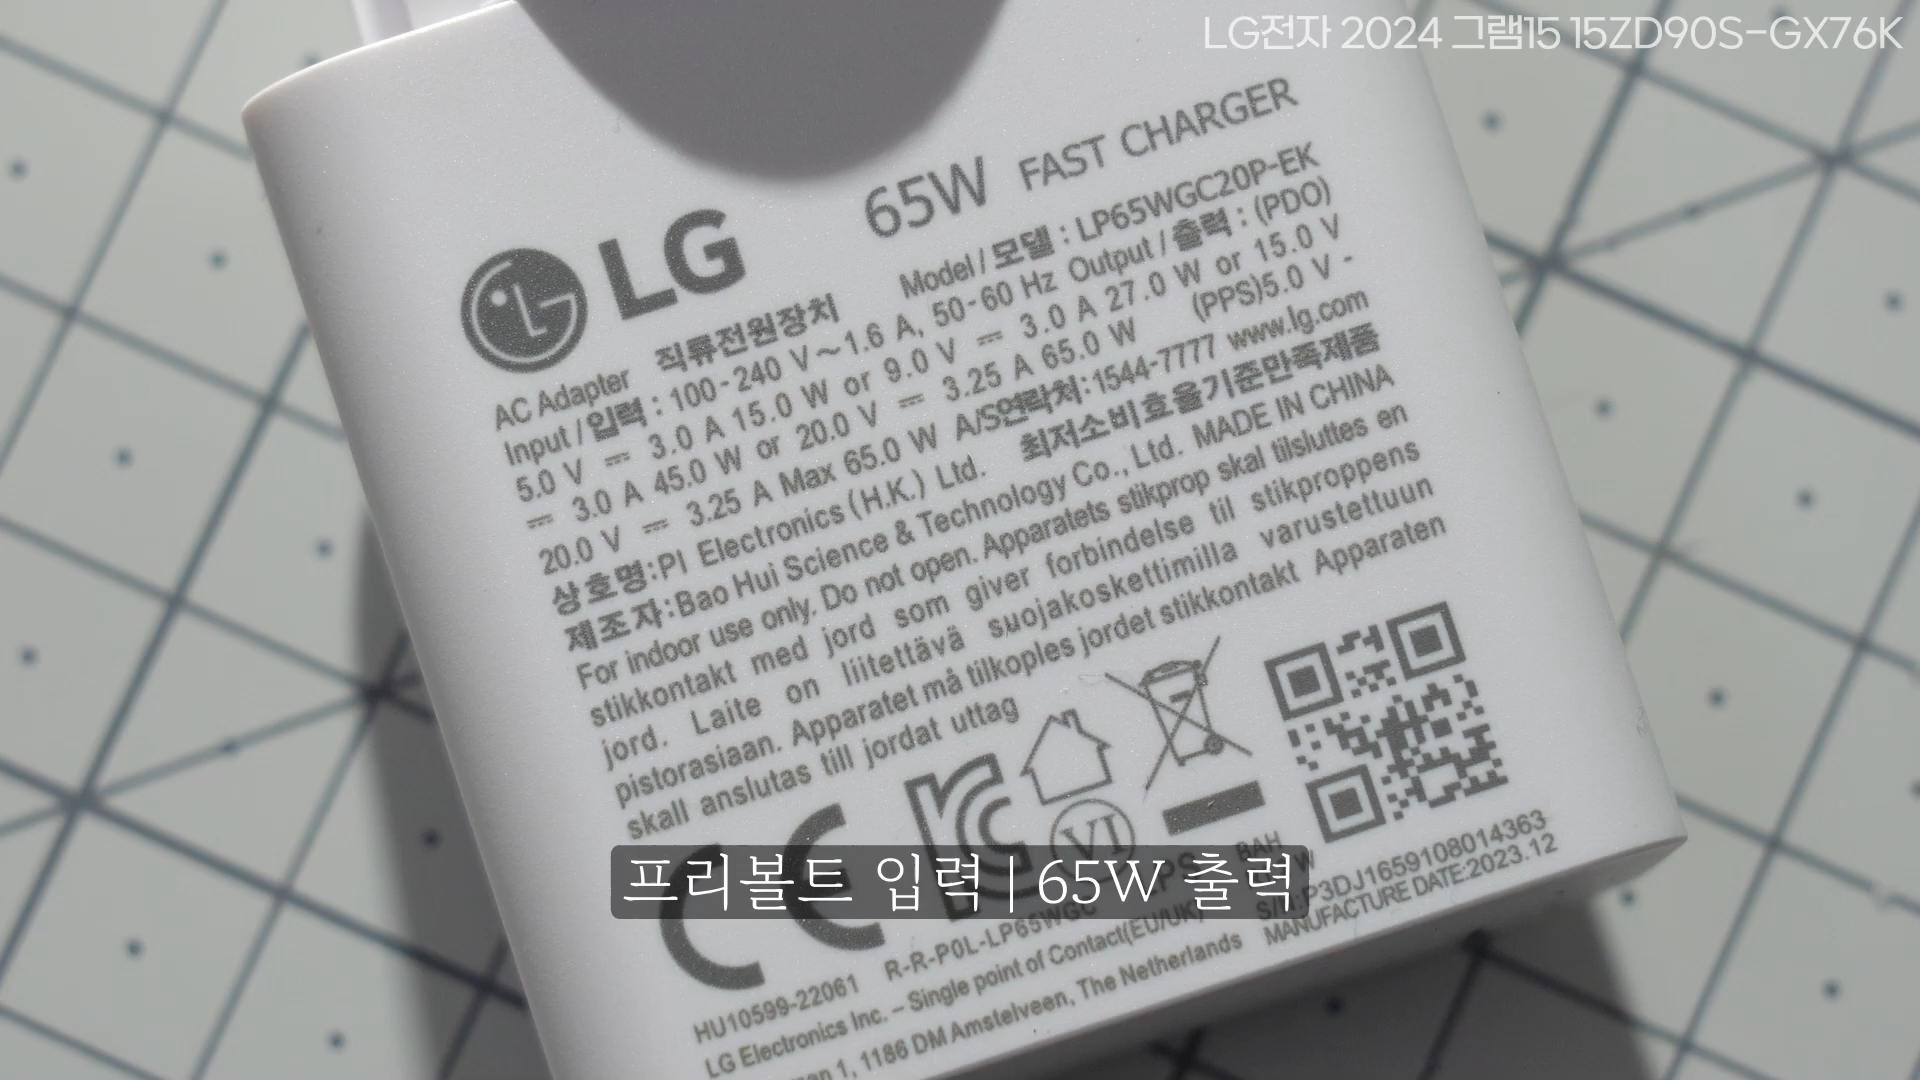 LG전자 2024 그램15 15ZD90S-GX76K
65W FAST CHARGER
LG
AC Adapter 직류전원장치 Model / 모델 : LP65WGC20P-EK
Input / 입력 : 100-240 V~1.6 A, 50-60 Hz Output / 출력 : (PDO)
5.0 V ⎓ 3.0 A 15.0 W or 9.0 V ⎓ 3.0 A 27.0 W or 15.0 V
⎓ 3.0 A 45.0 W or 20.0 V ⎓ 3.25 A 65.0 W (PPS)5.0 V -
20.0 V ⎓ 3.25 A Max 65.0 W A/S연락처:1544-7777 www.lg.com
상호명:PI Electronics (H.K.) Ltd. 최저소비효율기준만족제품
제조자:Bao Hui Science & Technology Co., Ltd. MADE IN CHINA
For indoor use only. Do not open. Apparatets stikprop skal tilsluttes en
stikkontakt med jord som giver forbindelse til stikproppens
jord. Laite on liitettävä suojakoskettimilla varustettuun
pistorasiaan. Apparatet må tilkoples jordet stikkontakt Apparaten
skall anslutas till jordat uttag
CE
VI
BAH
프리볼트 입력 | 65W 출력
HU10599-22061 R-R-P0L-LP65WGC
P3DJ1659108014363
LG Electronics Inc. – Single point of Contact(EU/UK) MANUFACTURE DATE:2023.12
1, 1186 DM Amstelveen, The Netherlands